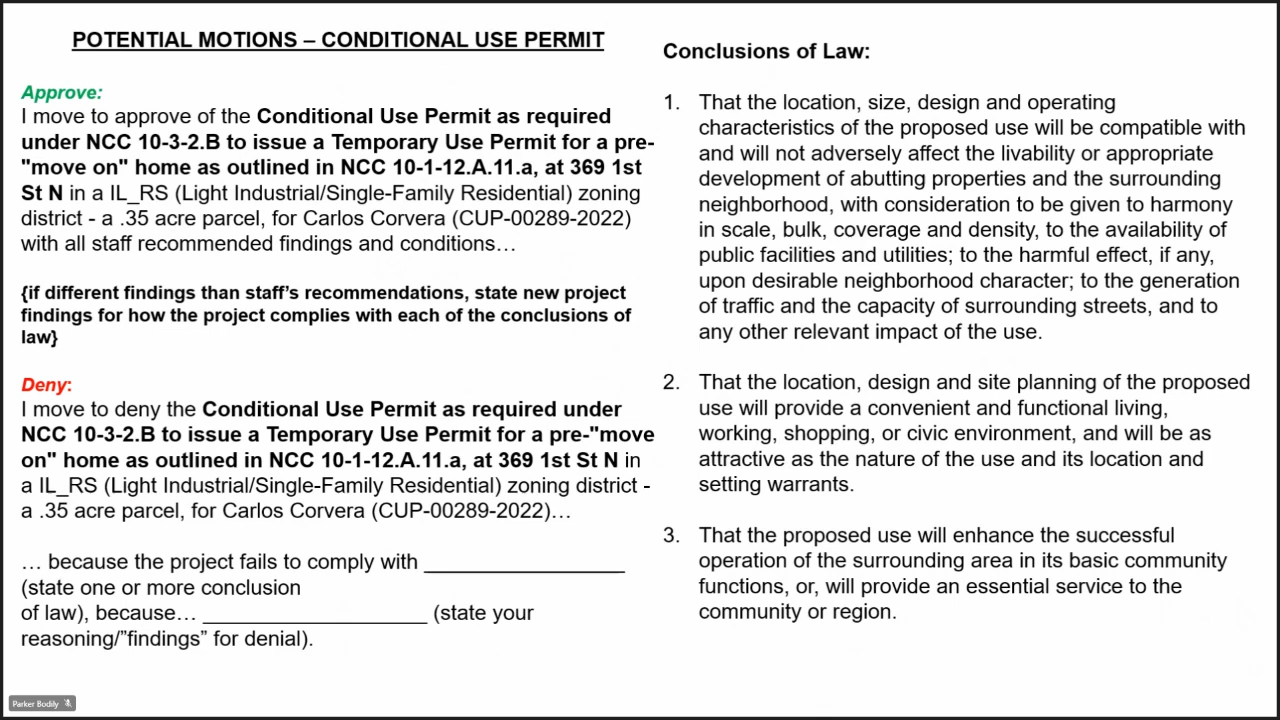 POTENTIAL MOTIONS – CONDITIONAL USE PERMIT
Approve:
I move to approve of the Conditional Use Permit as required
under NCC 10-3-2.B to issue a Temporary Use Permit for a pre-
"move on" home as outlined in NCC 10-1-12.A.11.a, at 369 1st
St N in a IL_RS (Light Industrial/Single-Family Residential) zoning
district - a .35 acre parcel, for Carlos Corvera (CUP-00289-2022)
with all staff recommended findings and conditions…
{if different findings than staff’s recommendations, state new project
findings for how the project complies with each of the conclusions of
law}
Deny:
I move to deny the Conditional Use Permit as required under
NCC 10-3-2.B to issue a Temporary Use Permit for a pre-"move
on" home as outlined in NCC 10-1-12.A.11.a, at 369 1st St N in
a IL_RS (Light Industrial/Single-Family Residential) zoning district -
a .35 acre parcel, for Carlos Corvera (CUP-00289-2022)…
… because the project fails to comply with __________________
(state one or more conclusion
of law), because… ____________________ (state your
reasoning/”findings” for denial).
Conclusions of Law:
1. That the location, size, design and operating
characteristics of the proposed use will be compatible with
and will not adversely affect the livability or appropriate
development of abutting properties and the surrounding
neighborhood, with consideration to be given to harmony
in scale, bulk, coverage and density, to the availability of
public facilities and utilities; to the harmful effect, if any,
upon desirable neighborhood character; to the generation
of traffic and the capacity of surrounding streets, and to
any other relevant impact of the use.
2. That the location, design and site planning of the proposed
use will provide a convenient and functional living,
working, shopping, or civic environment, and will be as
attractive as the nature of the use and its location and
setting warrants.
3. That the proposed use will enhance the successful
operation of the surrounding area in its basic community
functions, or, will provide an essential service to the
community or region.
Parker Bodily